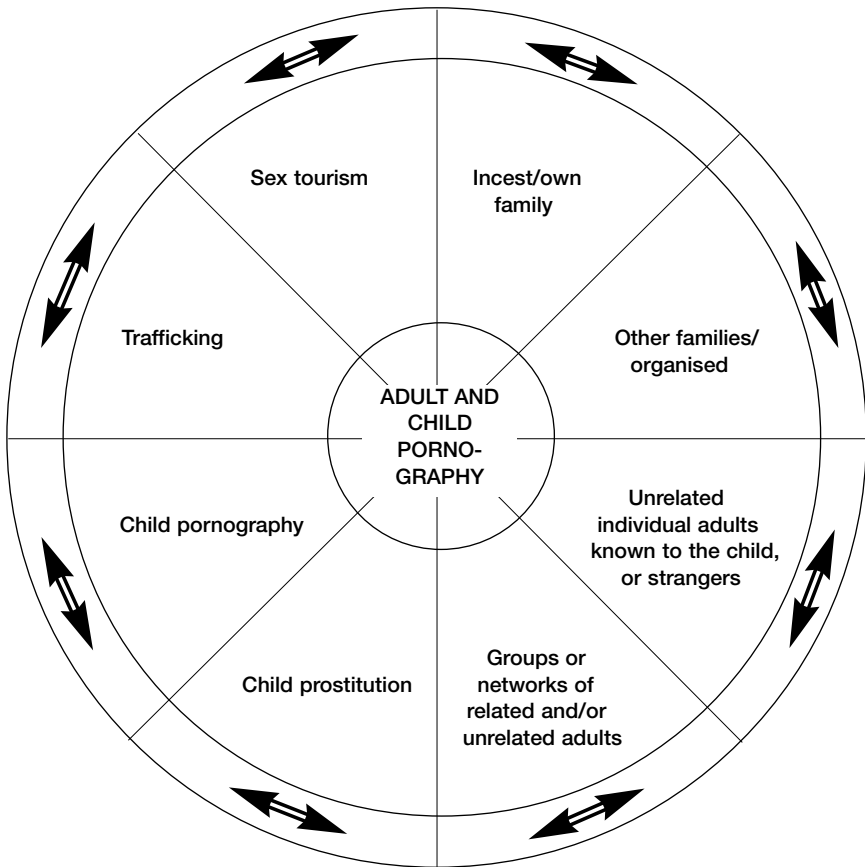 Sex tourism
Incest/own
family
Trafficking
Other families/
organised
ADULT AND
CHILD
PORNO-
GRAPHY
Child pornography
Unrelated
individual adults
known to the child,
or strangers
Child prostitution
Groups or
networks of
related and/or
unrelated adults